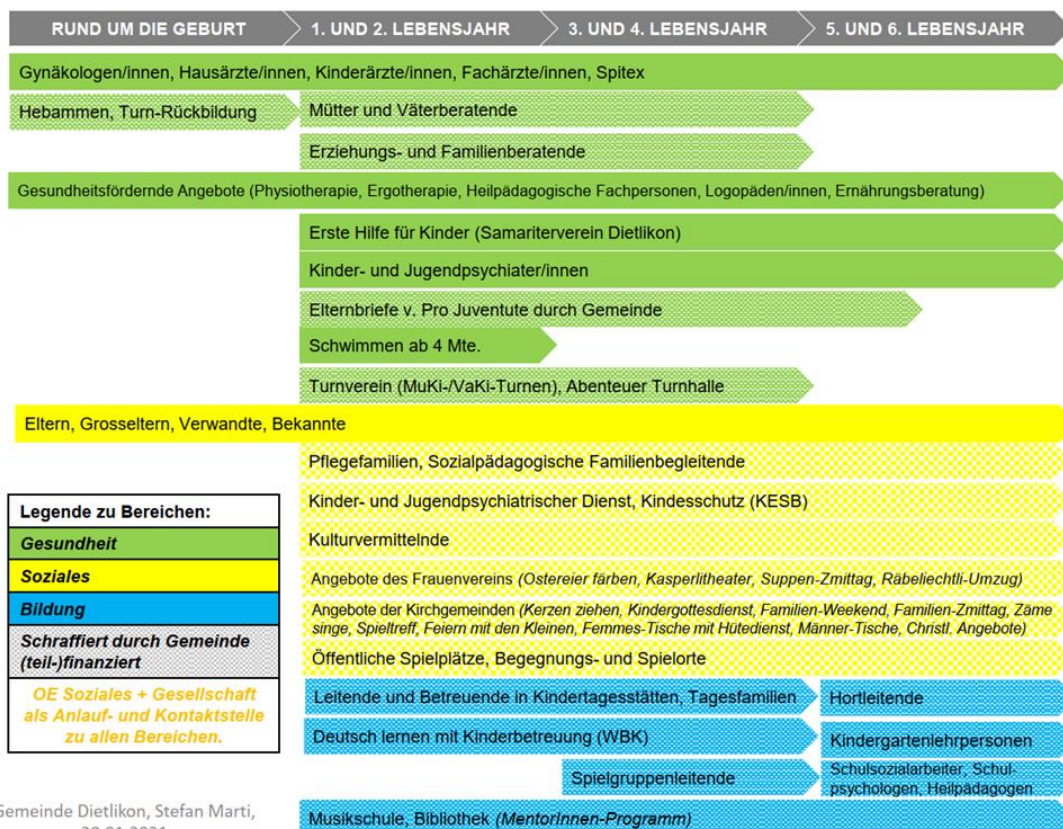 RUND UM DIE GEBURT
1. UND 2. LEBENSJAHR
3. UND 4. LEBENSJAHR
5. UND 6. LEBENSJAHR
Gynäkologen/innen, Hausärzte/innen, Kinderärzte/innen, Fachärzte/innen, Spitex
Hebammen, Turn-Rückbildung
Mütter und Väterberatende
Erziehungs- und Familienberatende
Gesundheitsfördernde Angebote (Physiotherapie, Ergotherapie, Heilpädagogische Fachpersonen, Logopäden/innen, Ernährungsberatung)
Erste Hilfe für Kinder (Samariterverein Dietlikon)
Kinder- und Jugendpsychiater/innen
Elternbriefe v. Pro Juventute durch Gemeinde
Schwimmen ab 4 Mte.
Turnverein (MuKi-/VaKi-Turnen), Abenteuer Turnhalle
Eltern, Grosseltern, Verwandte, Bekannte
Pflegefamilien, Sozialpädagogische Familienbegleitende
Kinder- und Jugendpsychiatrischer Dienst, Kindesschutz (KESB)
Kulturvermittelnde
Angebote des Frauenvereins (Ostereier färben, Kasperlitheater, Suppen-Zmittag, Räbeliechtli-Umzug)
Angebote der Kirchgemeinden (Kerzen ziehen, Kindergottesdienst, Familien-Weekend, Familien-Zmittag, Zäme
singe, Spieltreff, Feiern mit den Kleinen, Femmes-Tische mit Hütedienst, Männer-Tische, Christl. Angebote)
Öffentliche Spielplätze, Begegnungs- und Spielorte
Leitende und Betreuende in Kindertagesstätten, Tagesfamilien
Hortleitende
Deutsch lernen mit Kinderbetreuung (WBK)
Kindergartenlehrpersonen
Spielgruppenleitende
Schulsozialarbeiter, Schul-
psychologen, Heilpädagogen
Musikschule, Bibliothek (MentorInnen-Programm)
Legende zu Bereichen:
Gesundheit
Soziales
Bildung
Schraffiert durch Gemeinde
(teil-)finanziert
OE Soziales + Gesellschaft
als Anlauf- und Kontaktstelle
zu allen Bereichen.
Gemeinde Dietlikon, Stefan Marti,